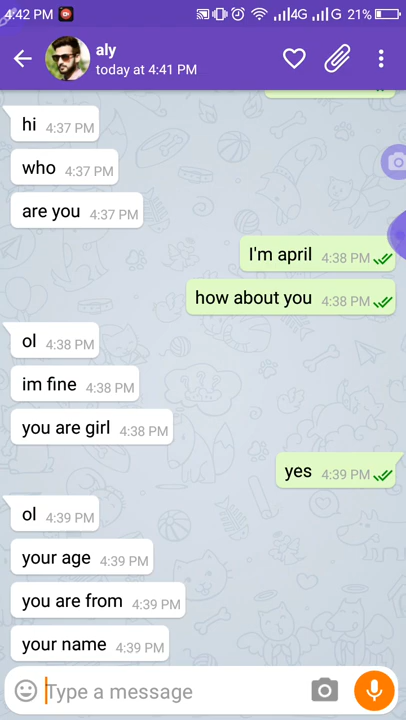 4:42 PM 4G G 21%
aly
today at 4:41 PM
hi 4:37 PM
who 4:37 PM
are you 4:37 PM
I'm april 4:38 PM
how about you 4:38 PM
ol 4:38 PM
im fine 4:38 PM
you are girl 4:38 PM
yes 4:39 PM
ol 4:39 PM
your age 4:39 PM
you are from 4:39 PM
your name 4:39 PM
Type a message